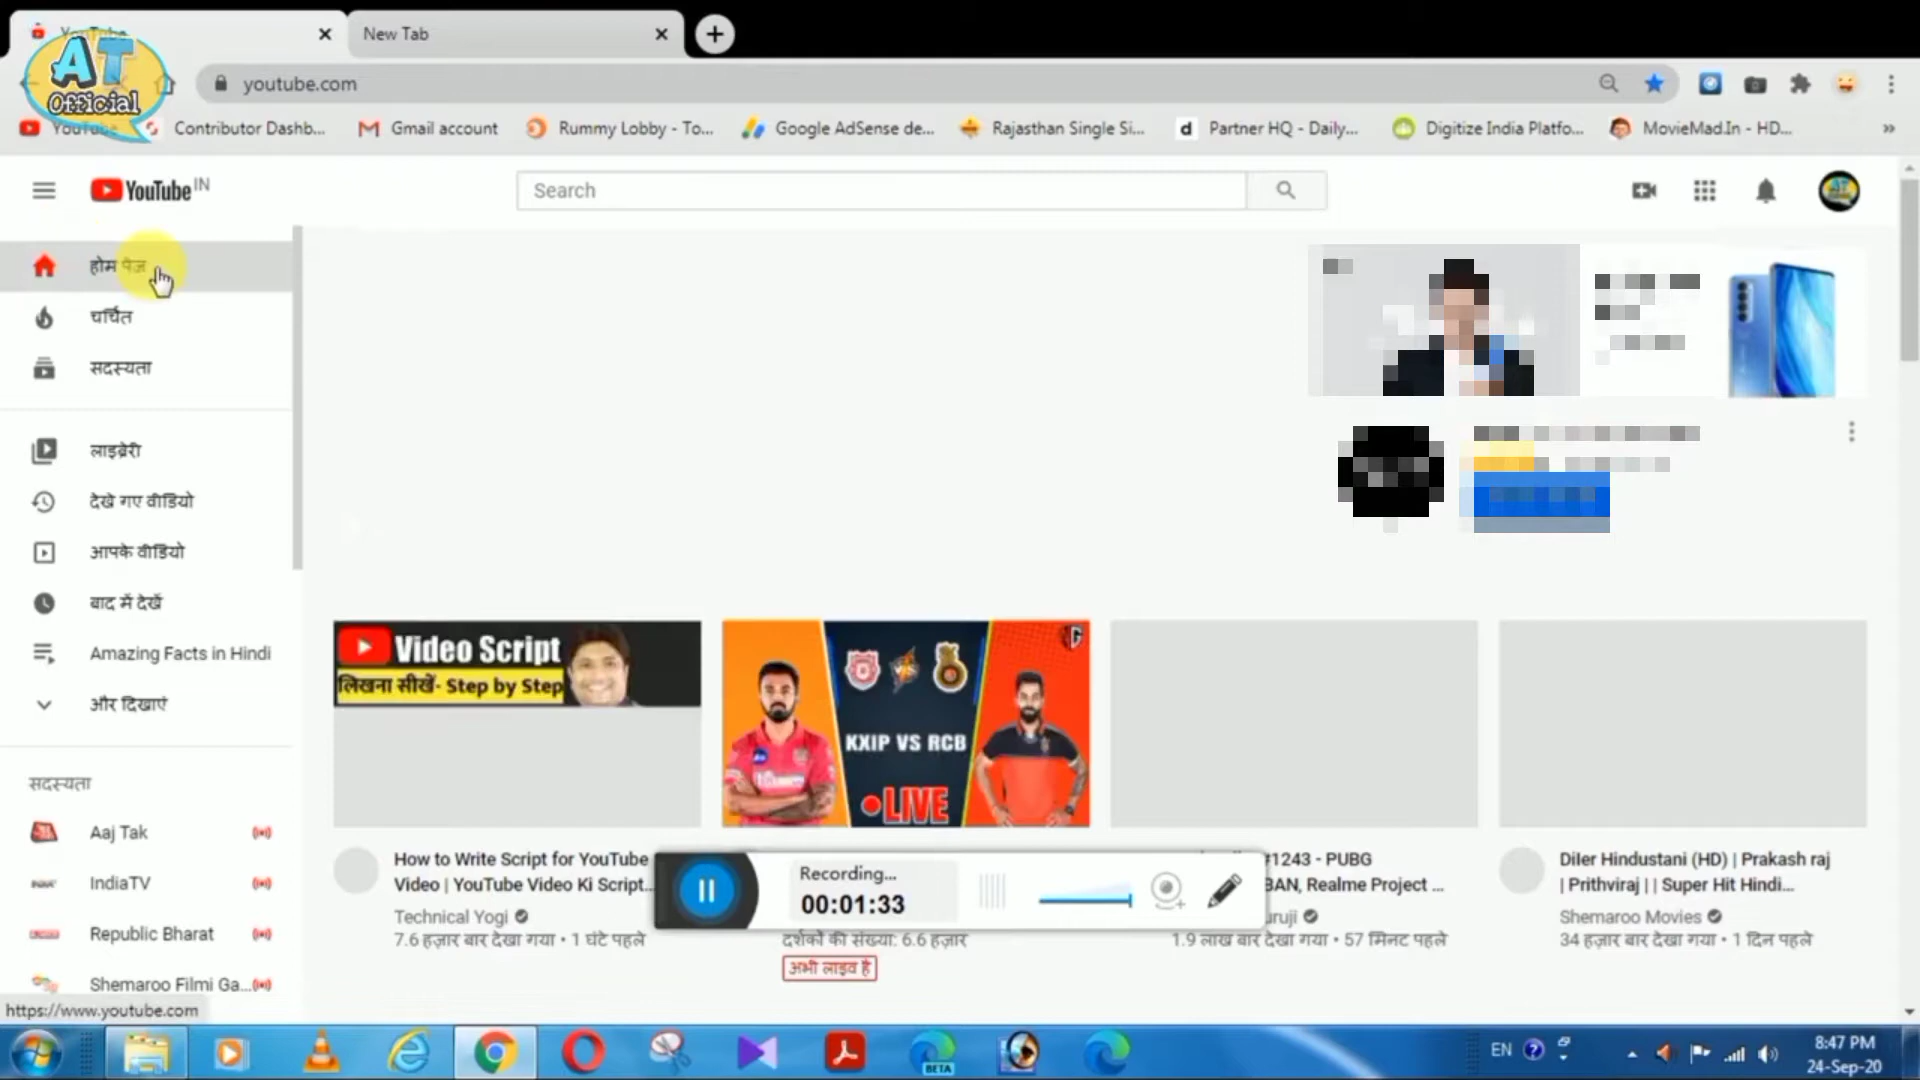 YouTube
New Tab
AT
Official
youtube.com
YouTube
Contributor Dashb...
Gmail account
Rummy Lobby - To...
Google AdSense de...
Rajasthan Single Si...
Partner HQ - Daily...
Digitize India Platfo...
MovieMad.In - HD...
YouTube IN
Search
होम पेज
चर्चित
सदस्यता
लाइब्रेरी
देखे गए वीडियो
आपके वीडियो
बाद में देखें
Amazing Facts in Hindi
और दिखाएं
सदस्यता
Aaj Tak
IndiaTV
Republic Bharat
Shemaroo Filmi Ga...
Video Script
लिखना सीखें- Step by Step
KXIP VS RCB
LIVE
How to Write Script for YouTube
Video | YouTube Video Ki Script...
Technical Yogi
7.6 हज़ार बार देखा गया • 1 घंटे पहले
दर्शकों की संख्या: 6.6 हज़ार
अभी लाइव है
#1243 - PUBG
BAN, Realme Project ...
uruji
1.9 लाख बार देखा गया • 57 मिनट पहले
Diler Hindustani (HD) | Prakash raj
| Prithviraj | | Super Hit Hindi...
Shemaroo Movies
34 हज़ार बार देखा गया • 1 दिन पहले
Recording...
00:01:33
https://www.youtube.com
BETA
EN
8:47 PM
24-Sep-20